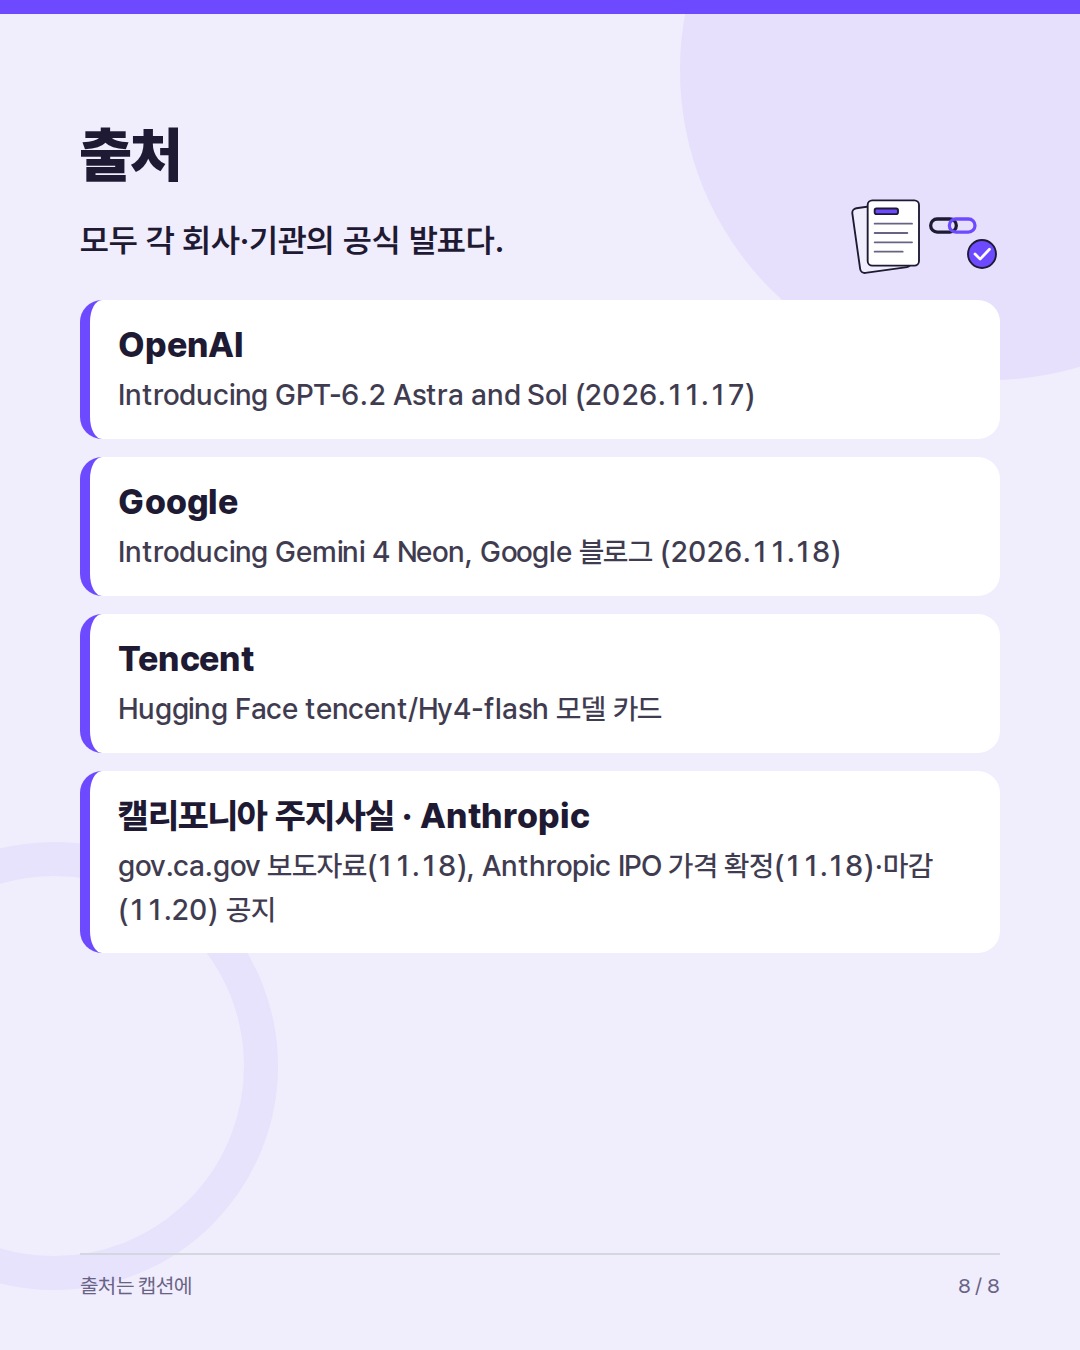 출처
모두 각 회사·기관의 공식 발표다.
OpenAI
Introducing GPT-6.2 Astra and Sol (2026.11.17)
Google
Introducing Gemini 4 Neon, Google 블로그 (2026.11.18)
Tencent
Hugging Face tencent/Hy4-flash 모델 카드
캘리포니아 주지사실 · Anthropic
gov.ca.gov 보도자료(11.18), Anthropic IPO 가격 확정(11.18)·마감
(11.20) 공지
출처는 캡션에
8 / 8